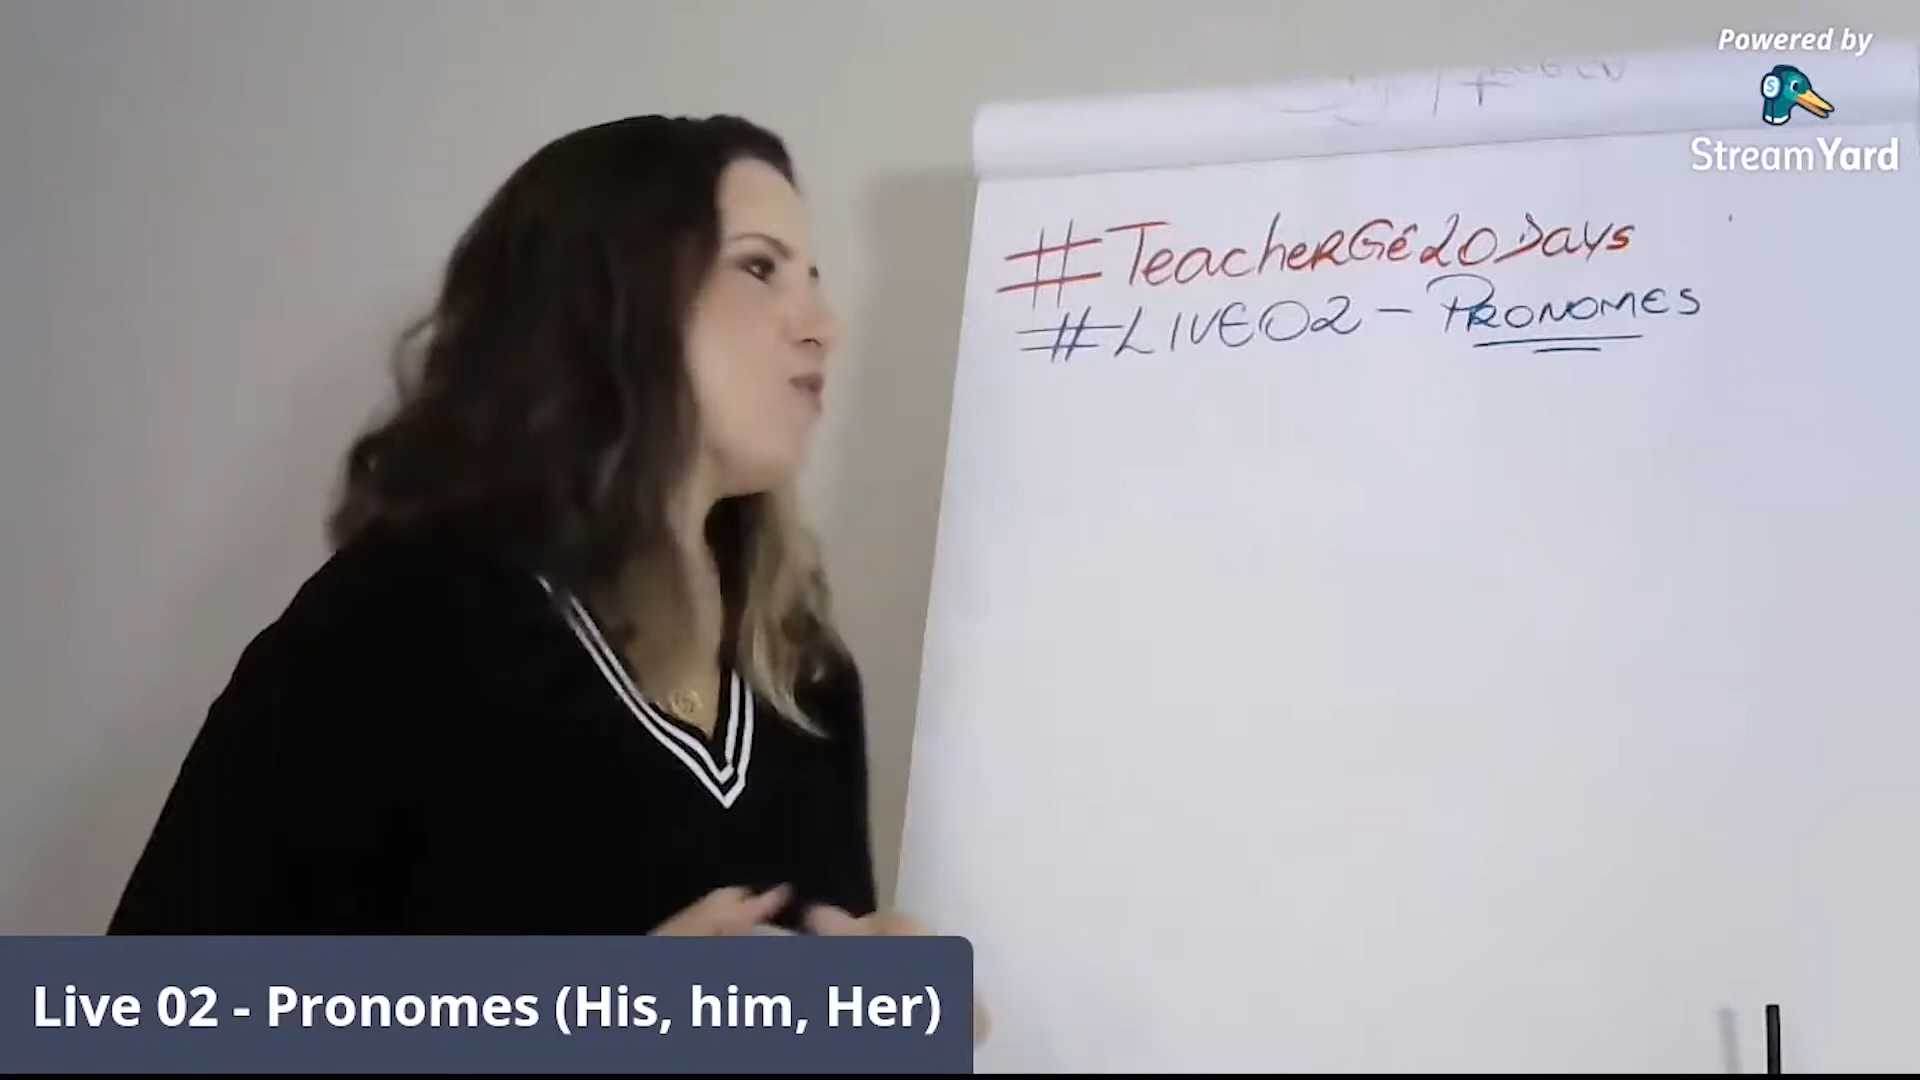 Powered by
StreamYard
#TeacherGê20Days
#LIVE02 - PRONOMES
Live 02 - Pronomes (His, him, Her)